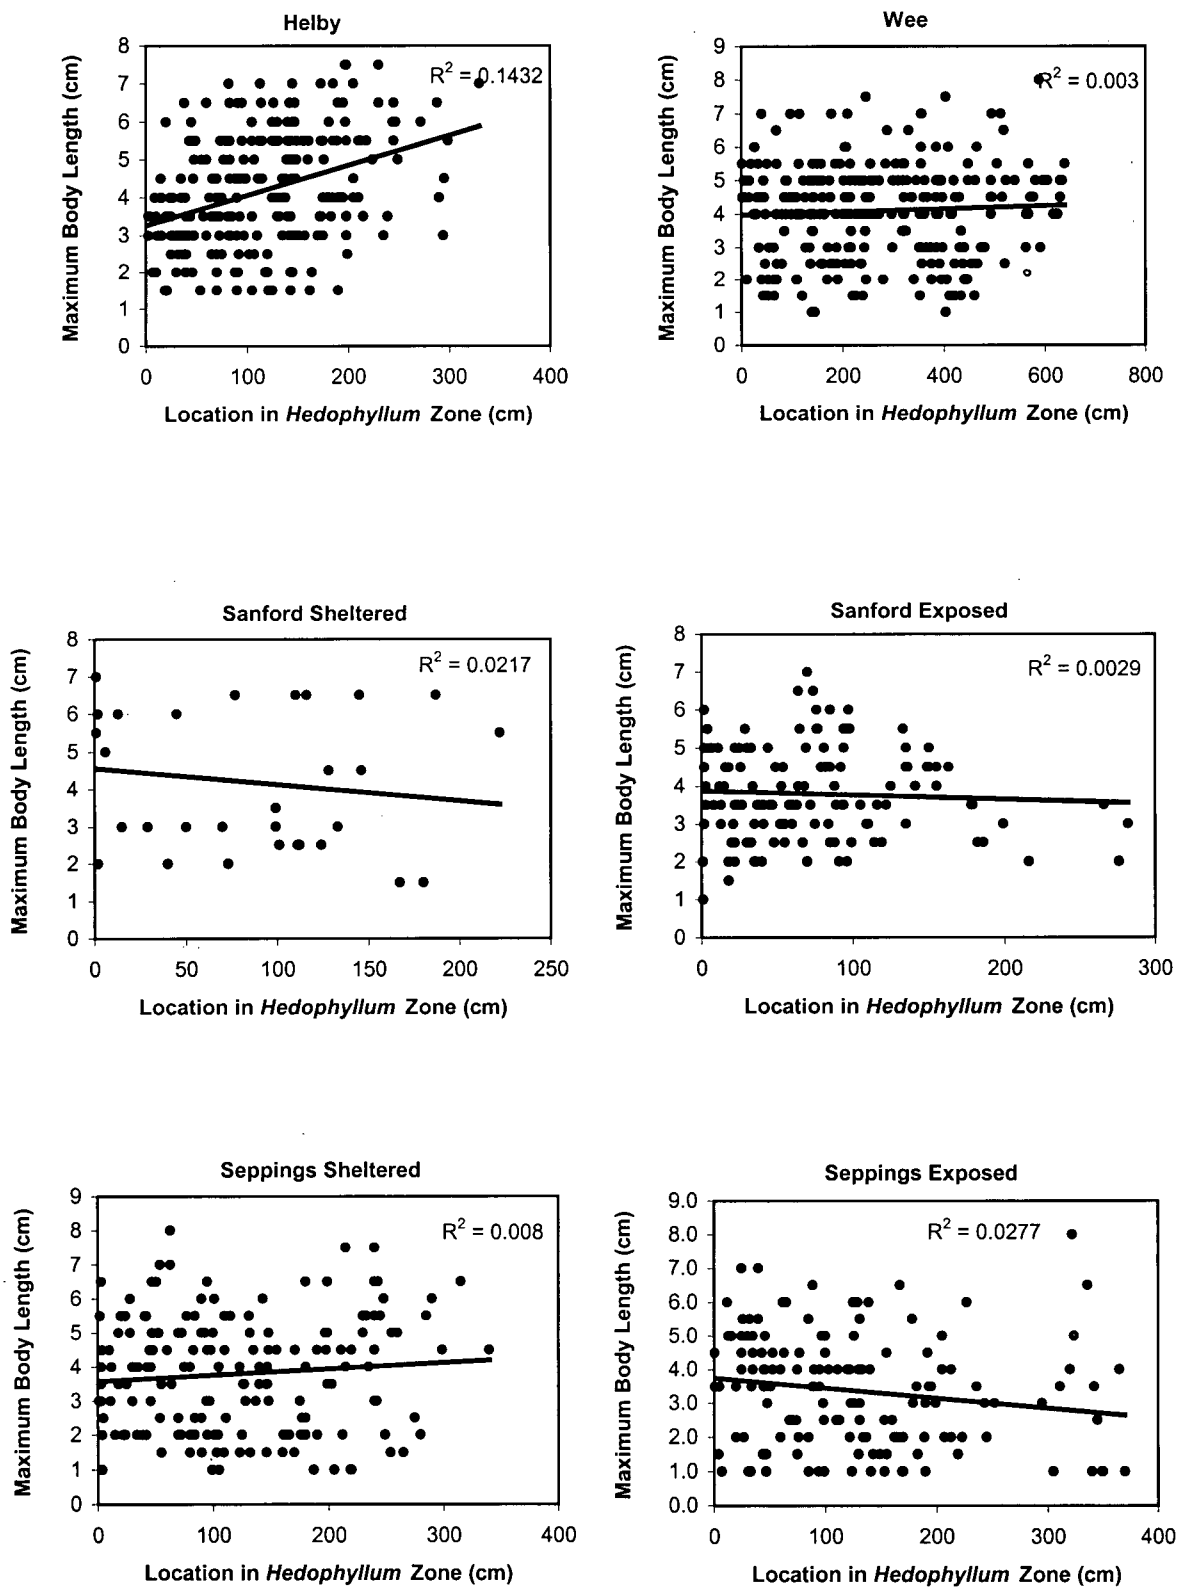 Helby
R² = 0.1432
Maximum Body Length (cm)
8
7
6
5
4
3
2
1
0
0 100 200 300 400
Location in Hedophyllum Zone (cm)
Wee
R² = 0.003
Maximum Body Length (cm)
9
8
7
6
5
4
3
2
1
0
0 200 400 600 800
Location in Hedophyllum Zone (cm)
Sanford Sheltered
R² = 0.0217
Maximum Body Length (cm)
8
7
6
5
4
3
2
1
0
0 50 100 150 200 250
Location in Hedophyllum Zone (cm)
Sanford Exposed
R² = 0.0029
Maximum Body Length (cm)
8
7
6
5
4
3
2
1
0
0 100 200 300
Location in Hedophyllum Zone (cm)
Seppings Sheltered
R² = 0.008
Maximum Body Length (cm)
9
8
7
6
5
4
3
2
1
0
0 100 200 300 400
Location in Hedophyllum Zone (cm)
Seppings Exposed
R² = 0.0277
Maximum Body Length (cm)
9.0
8.0
7.0
6.0
5.0
4.0
3.0
2.0
1.0
0.0
0 100 200 300 400
Location in Hedophyllum Zone (cm)